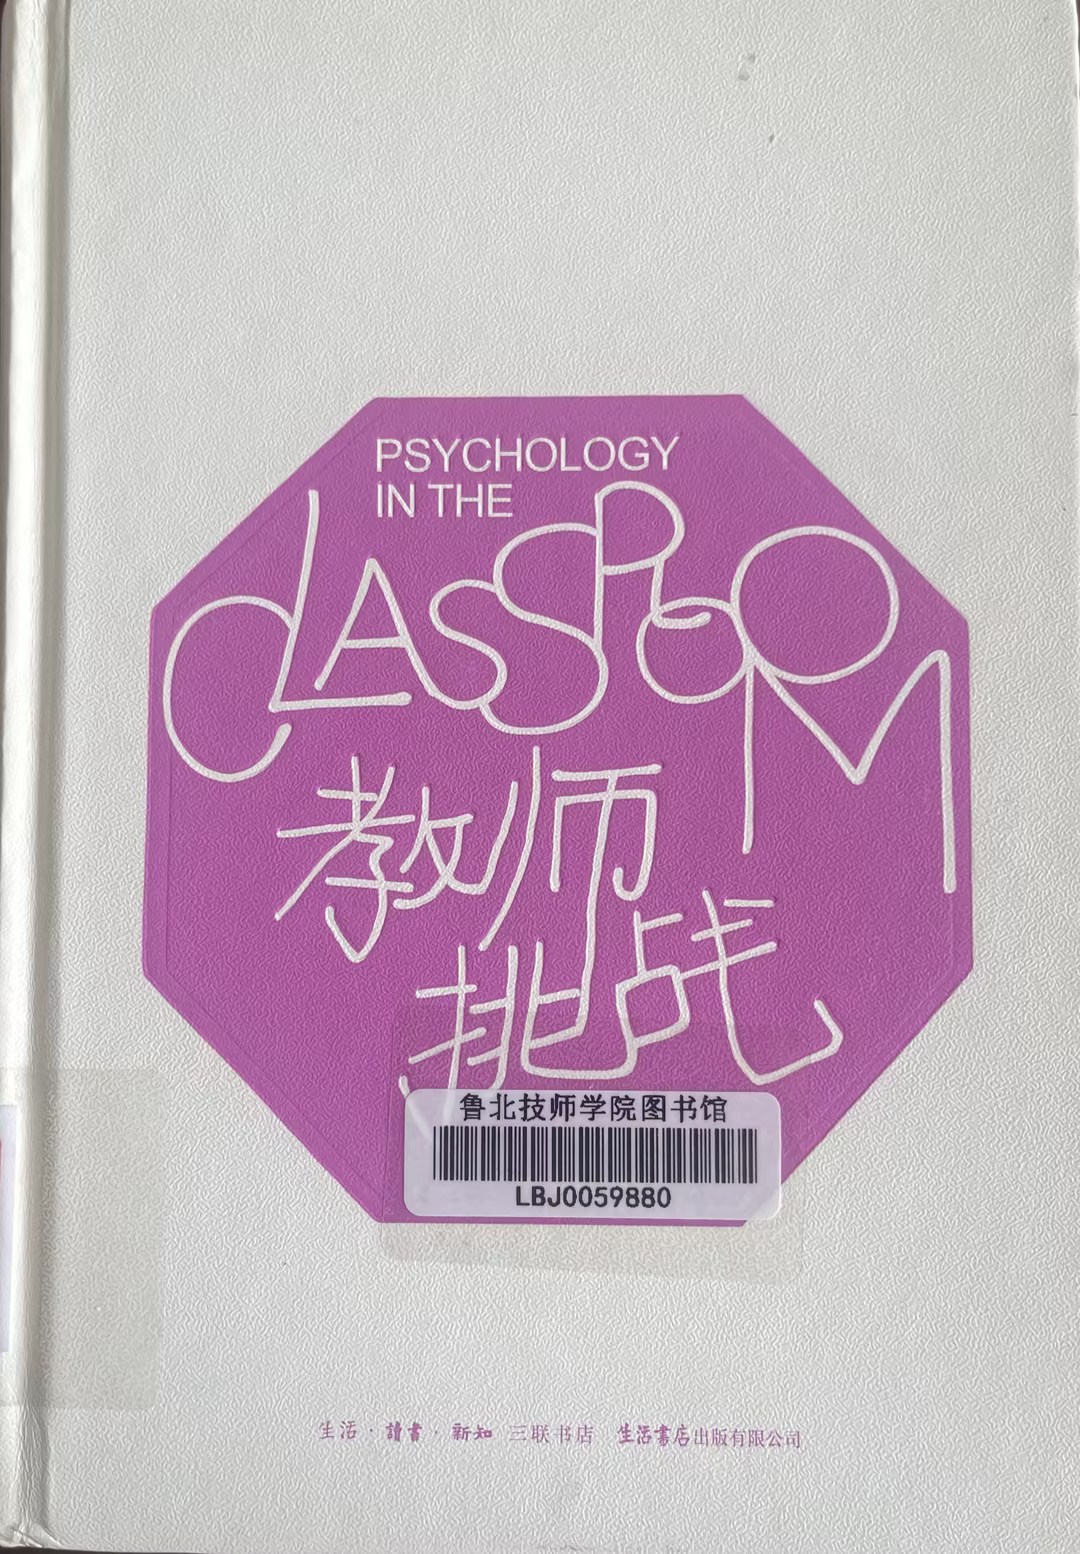 PSYCHOLOGY
IN THE
CLASSROOM
教师
挑战
鲁北技师学院图书馆
LBJ0059880
生活·讀書·新知 三联书店 生活書店出版有限公司